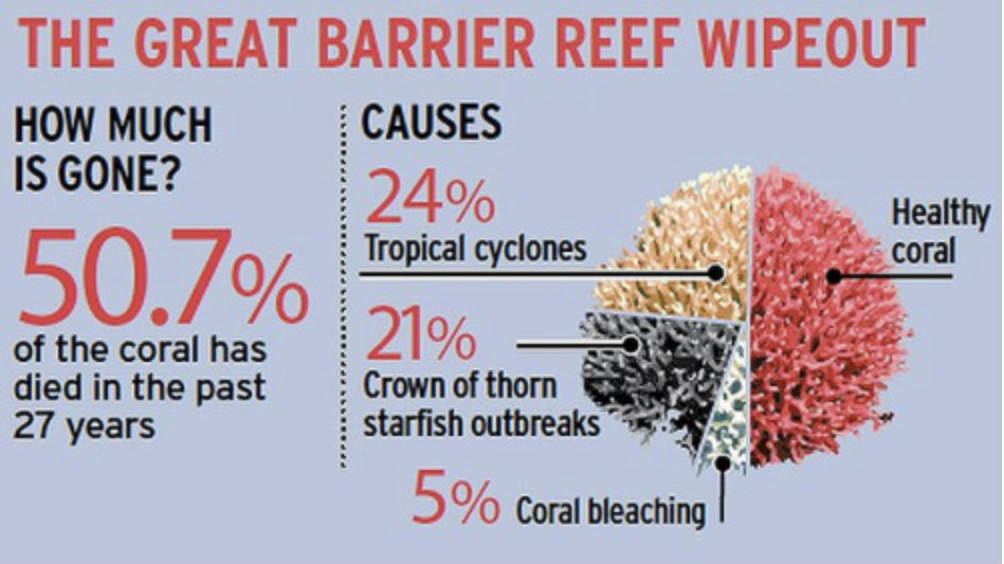 THE GREAT BARRIER REEF WIPEOUT
HOW MUCH
IS GONE?
50.7%
of the coral has
died in the past
27 years
CAUSES
24%
Tropical cyclones
21%
Crown of thorn
starfish outbreaks
5% Coral bleaching
Healthy
coral